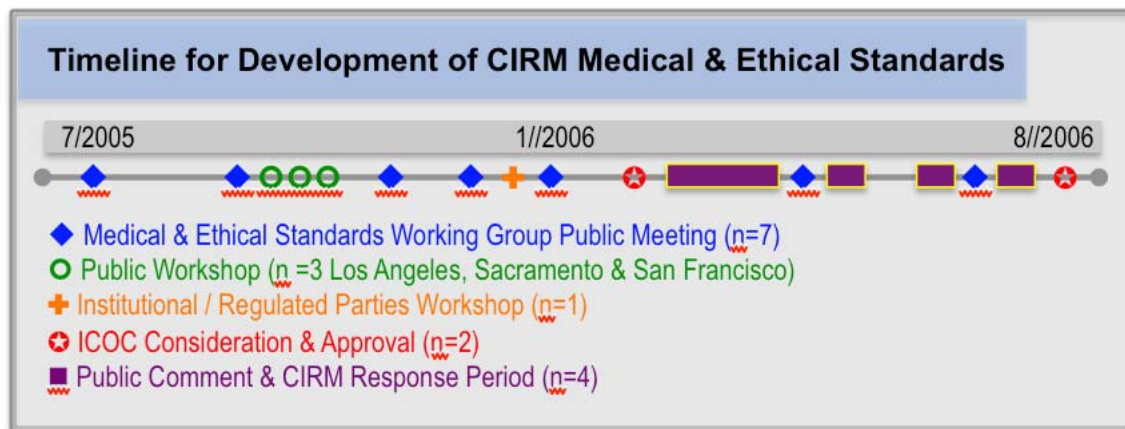 Timeline for Development of CIRM Medical & Ethical Standards
7/2005 1//2006 8//2006
Medical & Ethical Standards Working Group Public Meeting (n=7)
Public Workshop (n =3 Los Angeles, Sacramento & San Francisco)
Institutional / Regulated Parties Workshop (n=1)
ICOC Consideration & Approval (n=2)
Public Comment & CIRM Response Period (n=4)